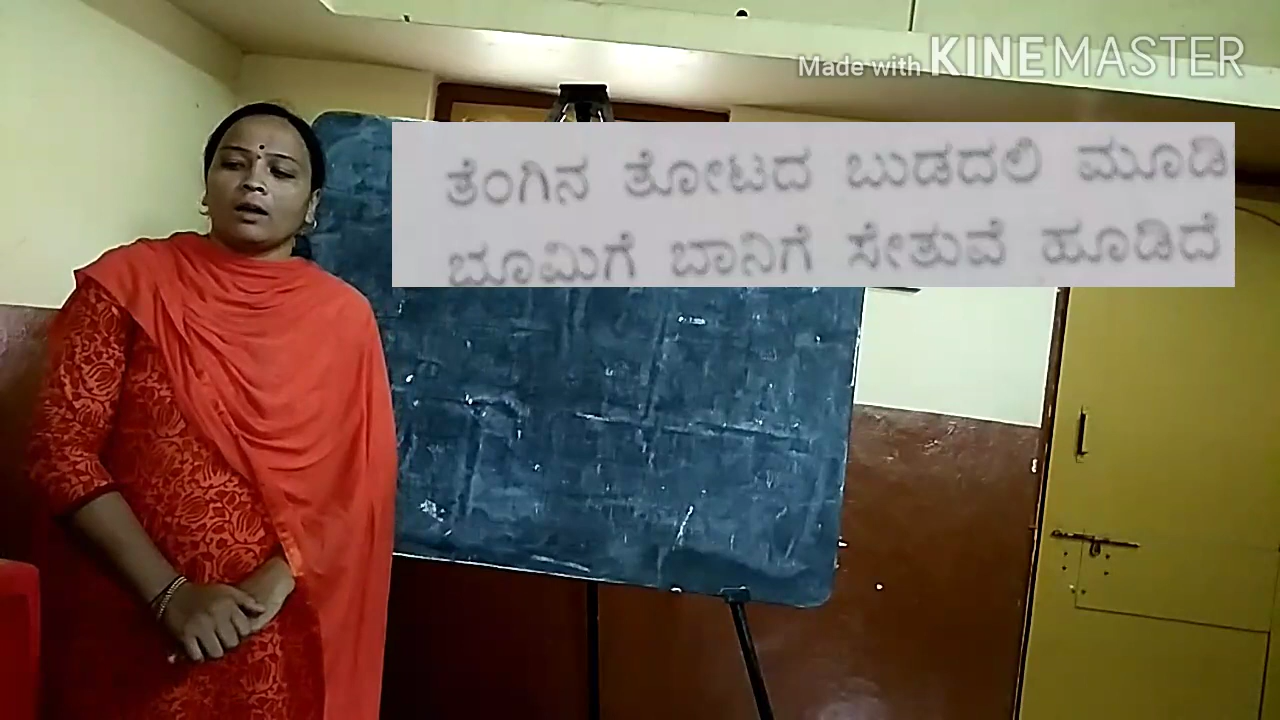 Made with KINEMASTER
ತೆಂಗಿನ ತೋಟದ ಬುಡದಲಿ ಮೂಡಿ
ಭೂಮಿಗೆ ಬಾನಿಗೆ ಸೇತುವೆ ಹೂಡಿದೆ